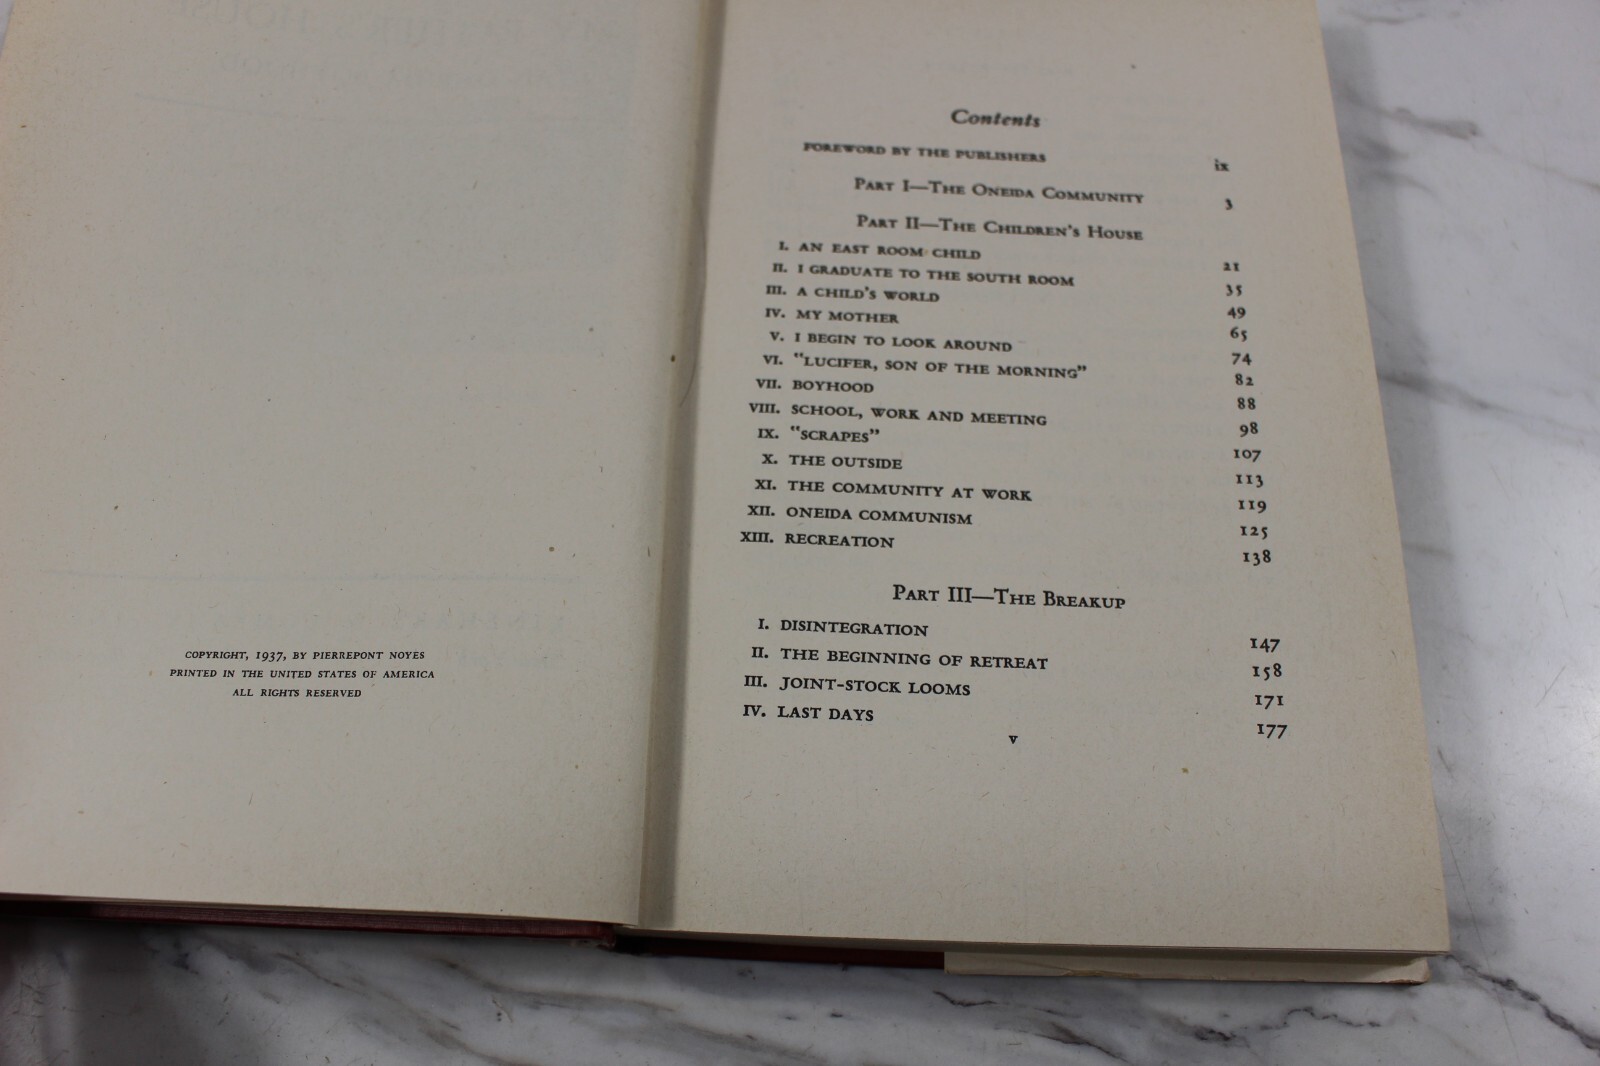 COPYRIGHT, 1937, BY PIERREPONT NOYES
PRINTED IN THE UNITED STATES OF AMERICA
ALL RIGHTS RESERVED
Contents
FOREWORD BY THE PUBLISHERS ix
PART I—THE ONEIDA COMMUNITY 3
PART II—THE CHILDREN'S HOUSE
I. AN EAST ROOM CHILD 21
II. I GRADUATE TO THE SOUTH ROOM 35
III. A CHILD'S WORLD 49
IV. MY MOTHER 65
V. I BEGIN TO LOOK AROUND 74
VI. "LUCIFER, SON OF THE MORNING" 82
VII. BOYHOOD 88
VIII. SCHOOL, WORK AND MEETING 98
IX. "SCRAPES" 107
X. THE OUTSIDE 113
XI. THE COMMUNITY AT WORK 119
XII. ONEIDA COMMUNISM 125
XIII. RECREATION 138
PART III—THE BREAKUP
I. DISINTEGRATION 147
II. THE BEGINNING OF RETREAT 158
III. JOINT-STOCK LOOMS 171
IV. LAST DAYS 177
v